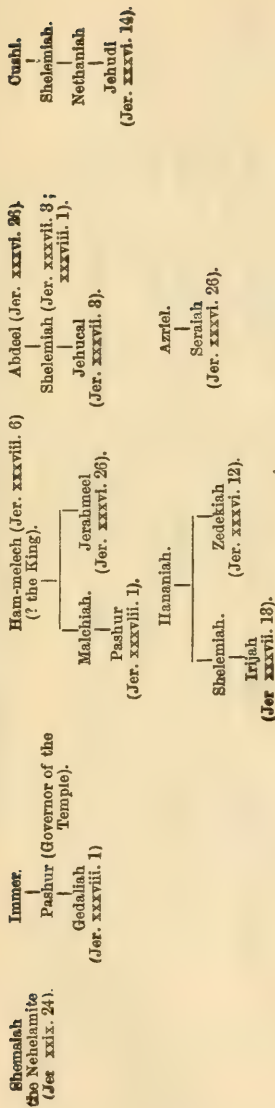 Shemaiah
the Nehelamite
(Jer xxix. 24).
Immer.
Pashur (Governor of the
Temple).
Gedaliah
(Jer. xxxviii. 1)
Ham-melech (Jer. xxxviii. 6)
(? the King).
Malchiah. Jerahmeel
(Jer. xxxvi. 26).
Pashur
(Jer. xxxviii. 1).
Hananiah.
Shelemiah. Zedekiah
(Jer. xxxvi. 12).
Irijah
(Jer xxxvii. 13).
Abdeel (Jer. xxxvi. 26).
Shelemiah (Jer. xxxvii. 3;
xxxviii. 1).
Jehucal
(Jer. xxxvii. 3).
Azriel.
Seraiah
(Jer. xxxvi. 26).
Cushi.
Shelemiah.
Nethaniah
Jehudi
(Jer. xxxvi. 14).